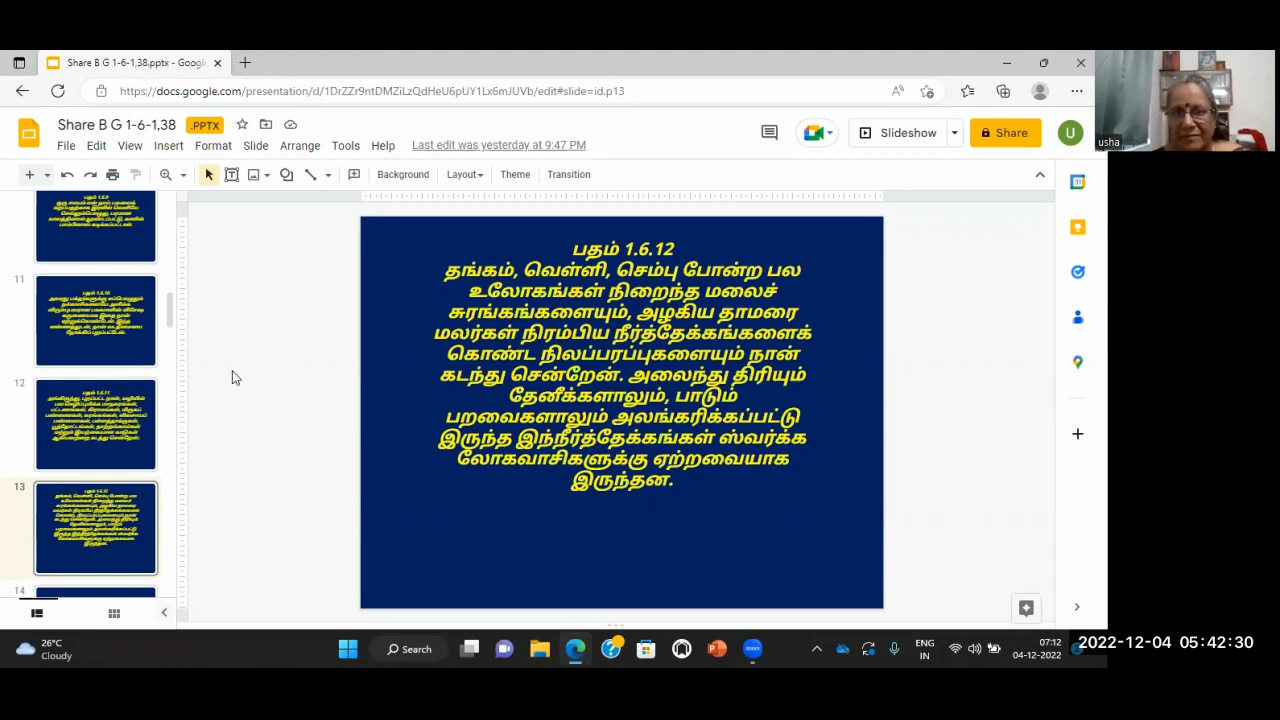 Share B G 1-6-1,38.pptx - Googl
https://docs.google.com/presentation/d/1DrZZr9ntDMZiLzQdHeU6pUY1Lx6mJUVb/edit#slide=id.p13
usha
Share B G 1-6-1,38 .PPTX
File Edit View Insert Format Slide Arrange Tools Help Last edit was yesterday at 9:47 PM
Slideshow Share U
Background Layout Theme Transition
11
12
13
14
பதம் 1.6.12
தங்கம், வெள்ளி, செம்பு போன்ற பல
உலோகங்கள் நிறைந்த மலைச்
சுரங்கங்களையும், அழகிய தாமரை
மலர்கள் நிரம்பிய நீர்த்தேக்கங்களைக்
கொண்ட நிலப்பரப்புகளையும் நான்
கடந்து சென்றேன். அலைந்து திரியும்
தேனீக்களாலும், பாடும்
பறவைகளாலும் அலங்கரிக்கப்பட்டு
இருந்த இந்நீர்த்தேக்கங்கள் ஸ்வர்க்க
லோகவாசிகளுக்கு ஏற்றவையாக
இருந்தன.
26°C
Cloudy
Search
ENG
IN
07:12
04-12-2022
2022-12-04 05:42:30